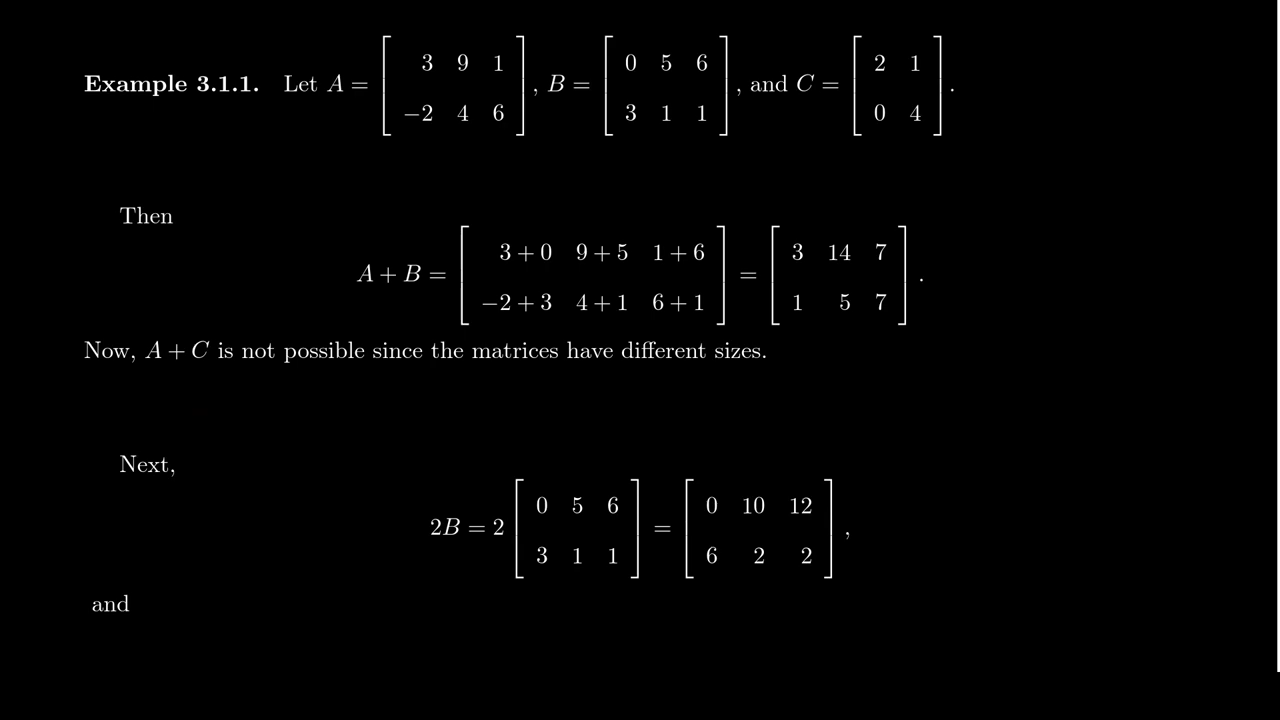 Example 3.1.1. Let A = [ 3 9 1 ; −2 4 6 ], B = [ 0 5 6 ; 3 1 1 ], and C = [ 2 1 ; 0 4 ].
Then
A + B = [ 3 + 0 9 + 5 1 + 6 ; −2 + 3 4 + 1 6 + 1 ] = [ 3 14 7 ; 1 5 7 ].
Now, A + C is not possible since the matrices have different sizes.
Next,
2B = 2 [ 0 5 6 ; 3 1 1 ] = [ 0 10 12 ; 6 2 2 ],
and